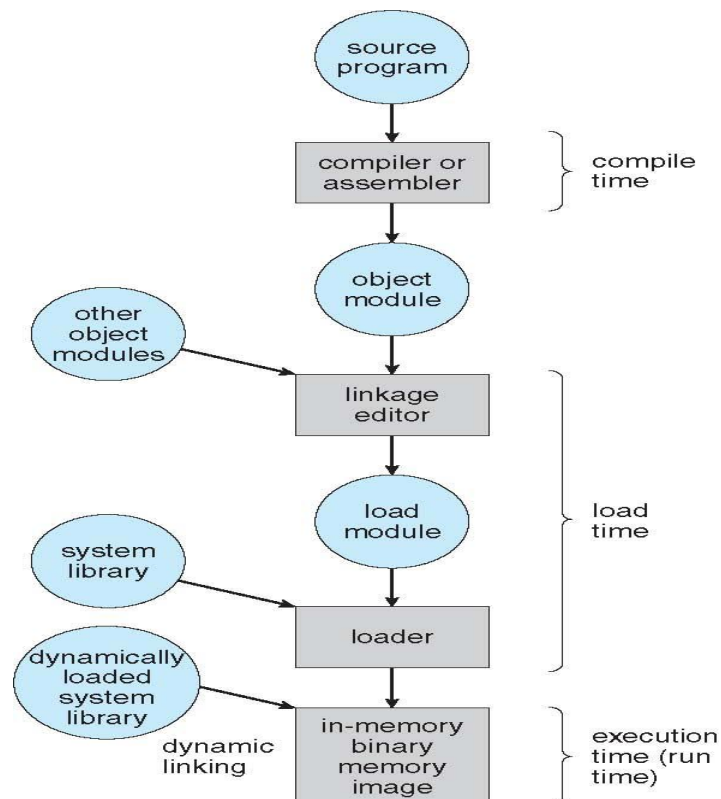 source
program
compiler or
assembler
compile
time
object
module
other
object
modules
linkage
editor
load
module
load
time
system
library
loader
dynamically
loaded
system
library
dynamic
linking
in-memory
binary
memory
image
execution
time (run
time)